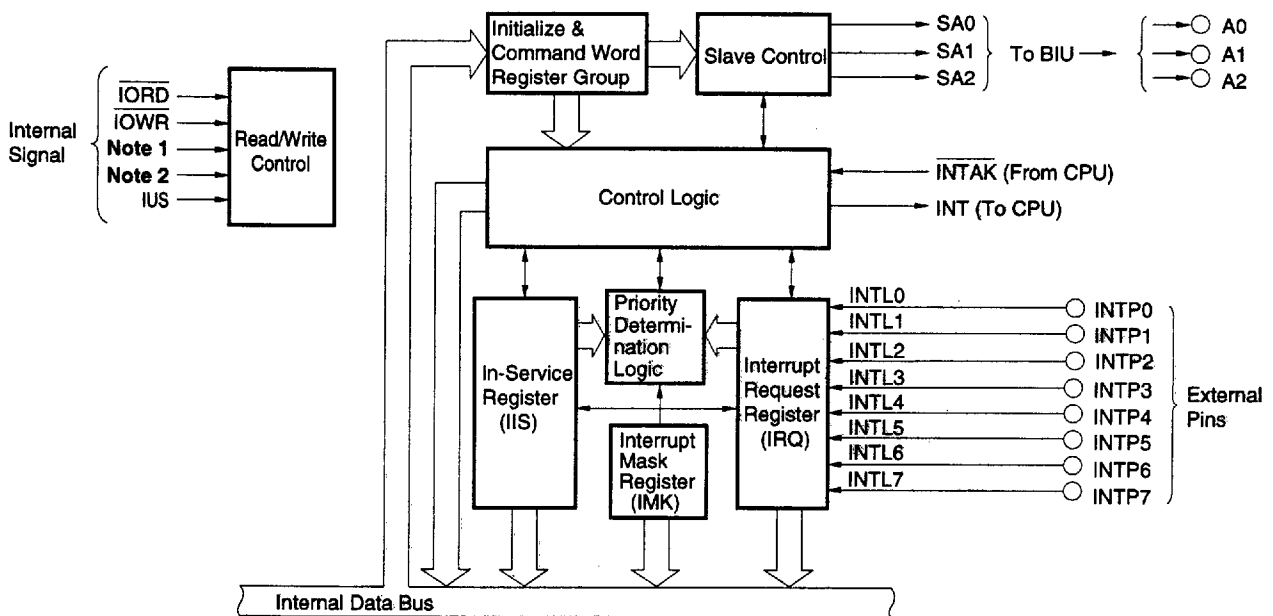 Internal
Signal
IORD
IOWR
Note 1
Note 2
IUS
Read/Write
Control
Initialize &
Command Word
Register Group
Slave Control
SA0
SA1
SA2
To BIU
A0
A1
A2
Control Logic
INTAK (From CPU)
INT (To CPU)
In-Service
Register
(IIS)
Priority
Determi-
nation
Logic
Interrupt
Mask
Register
(IMK)
Interrupt
Request
Register
(IRQ)
INTL0
INTL1
INTL2
INTL3
INTL4
INTL5
INTL6
INTL7
INTP0
INTP1
INTP2
INTP3
INTP4
INTP5
INTP6
INTP7
External
Pins
Internal Data Bus